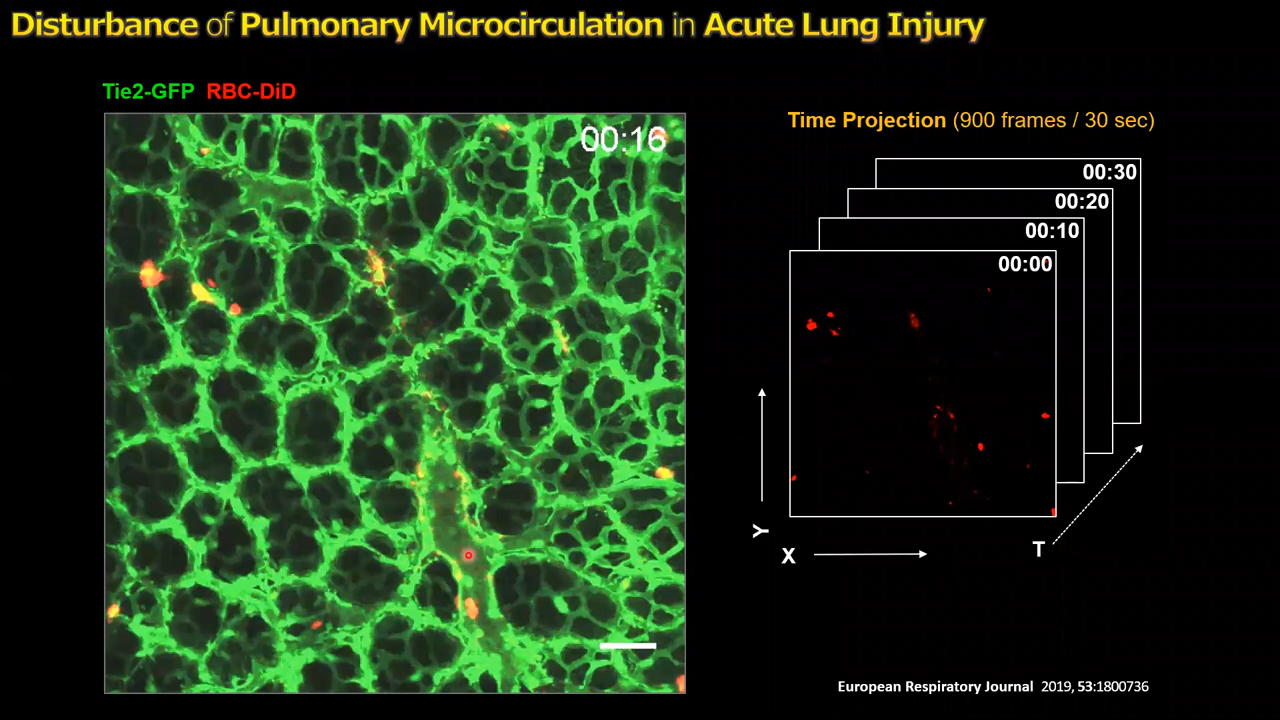 Disturbance of Pulmonary Microcirculation in Acute Lung Injury
Tie2-GFP RBC-DiD
00:16
Time Projection (900 frames / 30 sec)
00:30
00:20
00:10
00:00
Y
X
T
European Respiratory Journal 2019, 53:1800736